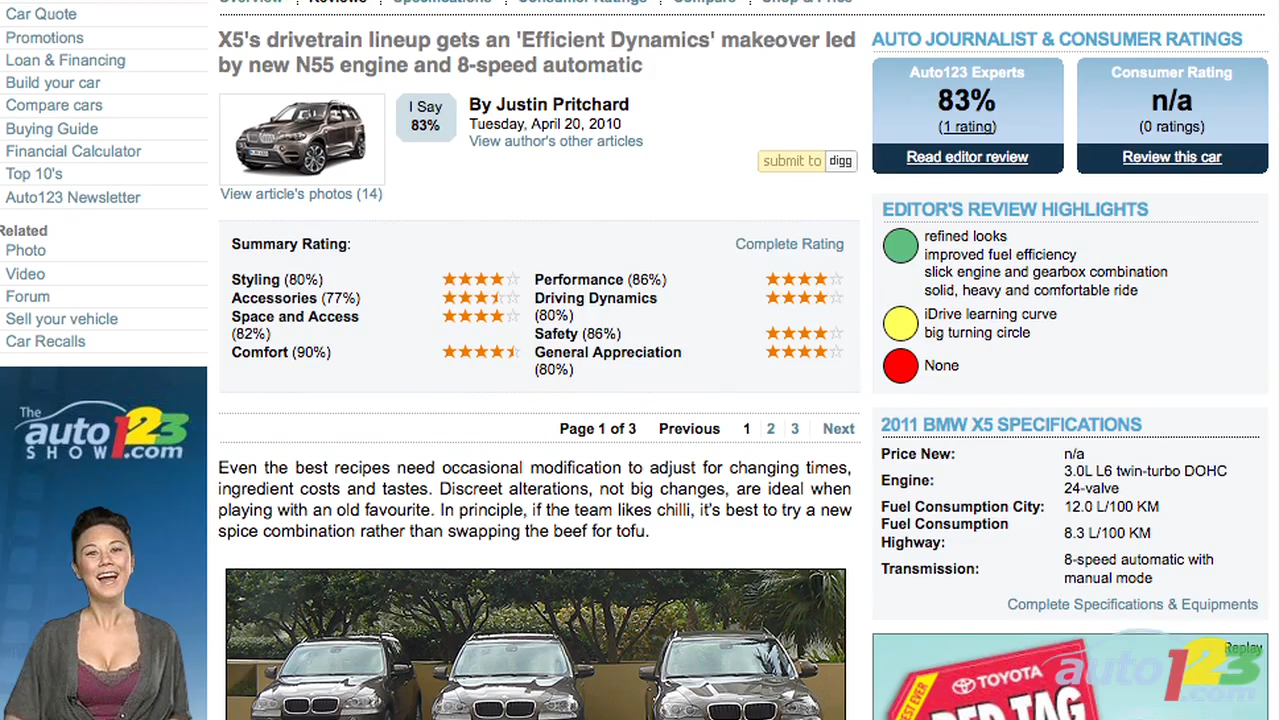 Overview
Reviews
Specifications
Consumer Ratings
Compare
Shop & Price
Car Quote
Promotions
Loan & Financing
Build your car
Compare cars
Buying Guide
Financial Calculator
Top 10's
Auto123 Newsletter
Related
Photo
Video
Forum
Sell your vehicle
Car Recalls
The
auto123
SHOW.com
X5's drivetrain lineup gets an 'Efficient Dynamics' makeover led
by new N55 engine and 8-speed automatic
I Say
83%
By Justin Pritchard
Tuesday, April 20, 2010
View author's other articles
submit to digg
View article's photos (14)
Summary Rating:
Complete Rating
Styling (80%)
Accessories (77%)
Space and Access
(82%)
Comfort (90%)
Performance (86%)
Driving Dynamics
(80%)
Safety (86%)
General Appreciation
(80%)
Page 1 of 3 Previous 1 2 3 Next
Even the best recipes need occasional modification to adjust for changing times,
ingredient costs and tastes. Discreet alterations, not big changes, are ideal when
playing with an old favourite. In principle, if the team likes chilli, it's best to try a new
spice combination rather than swapping the beef for tofu.
AUTO JOURNALIST & CONSUMER RATINGS
Auto123 Experts
83%
(1 rating)
Read editor review
Consumer Rating
n/a
(0 ratings)
Review this car
EDITOR'S REVIEW HIGHLIGHTS
refined looks
improved fuel efficiency
slick engine and gearbox combination
solid, heavy and comfortable ride
iDrive learning curve
big turning circle
None
2011 BMW X5 SPECIFICATIONS
Price New: n/a
Engine: 3.0L L6 twin-turbo DOHC
24-valve
Fuel Consumption City: 12.0 L/100 KM
Fuel Consumption
Highway: 8.3 L/100 KM
Transmission: 8-speed automatic with
manual mode
Complete Specifications & Equipments
Replay
BEST EVER
TOYOTA
RED TAG
auto123
.com